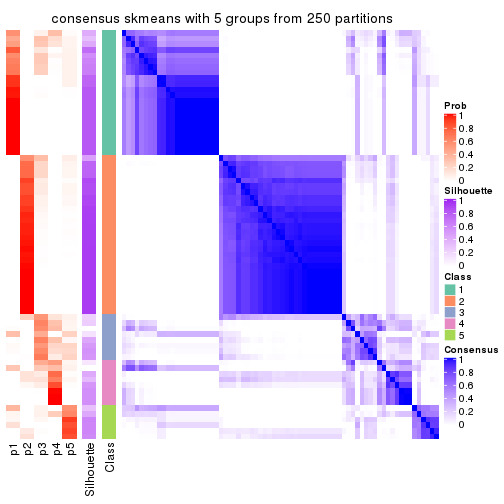 consensus skmeans with 5 groups from 250 partitions
Prob
1
0.8
0.6
0.4
0.2
0
Silhouette
1
0.8
0.6
0.4
0.2
0
Class
1
2
3
4
5
Consensus
1
0.8
0.6
0.4
0.2
0
p1
p2
p3
p4
p5
Silhouette
Class